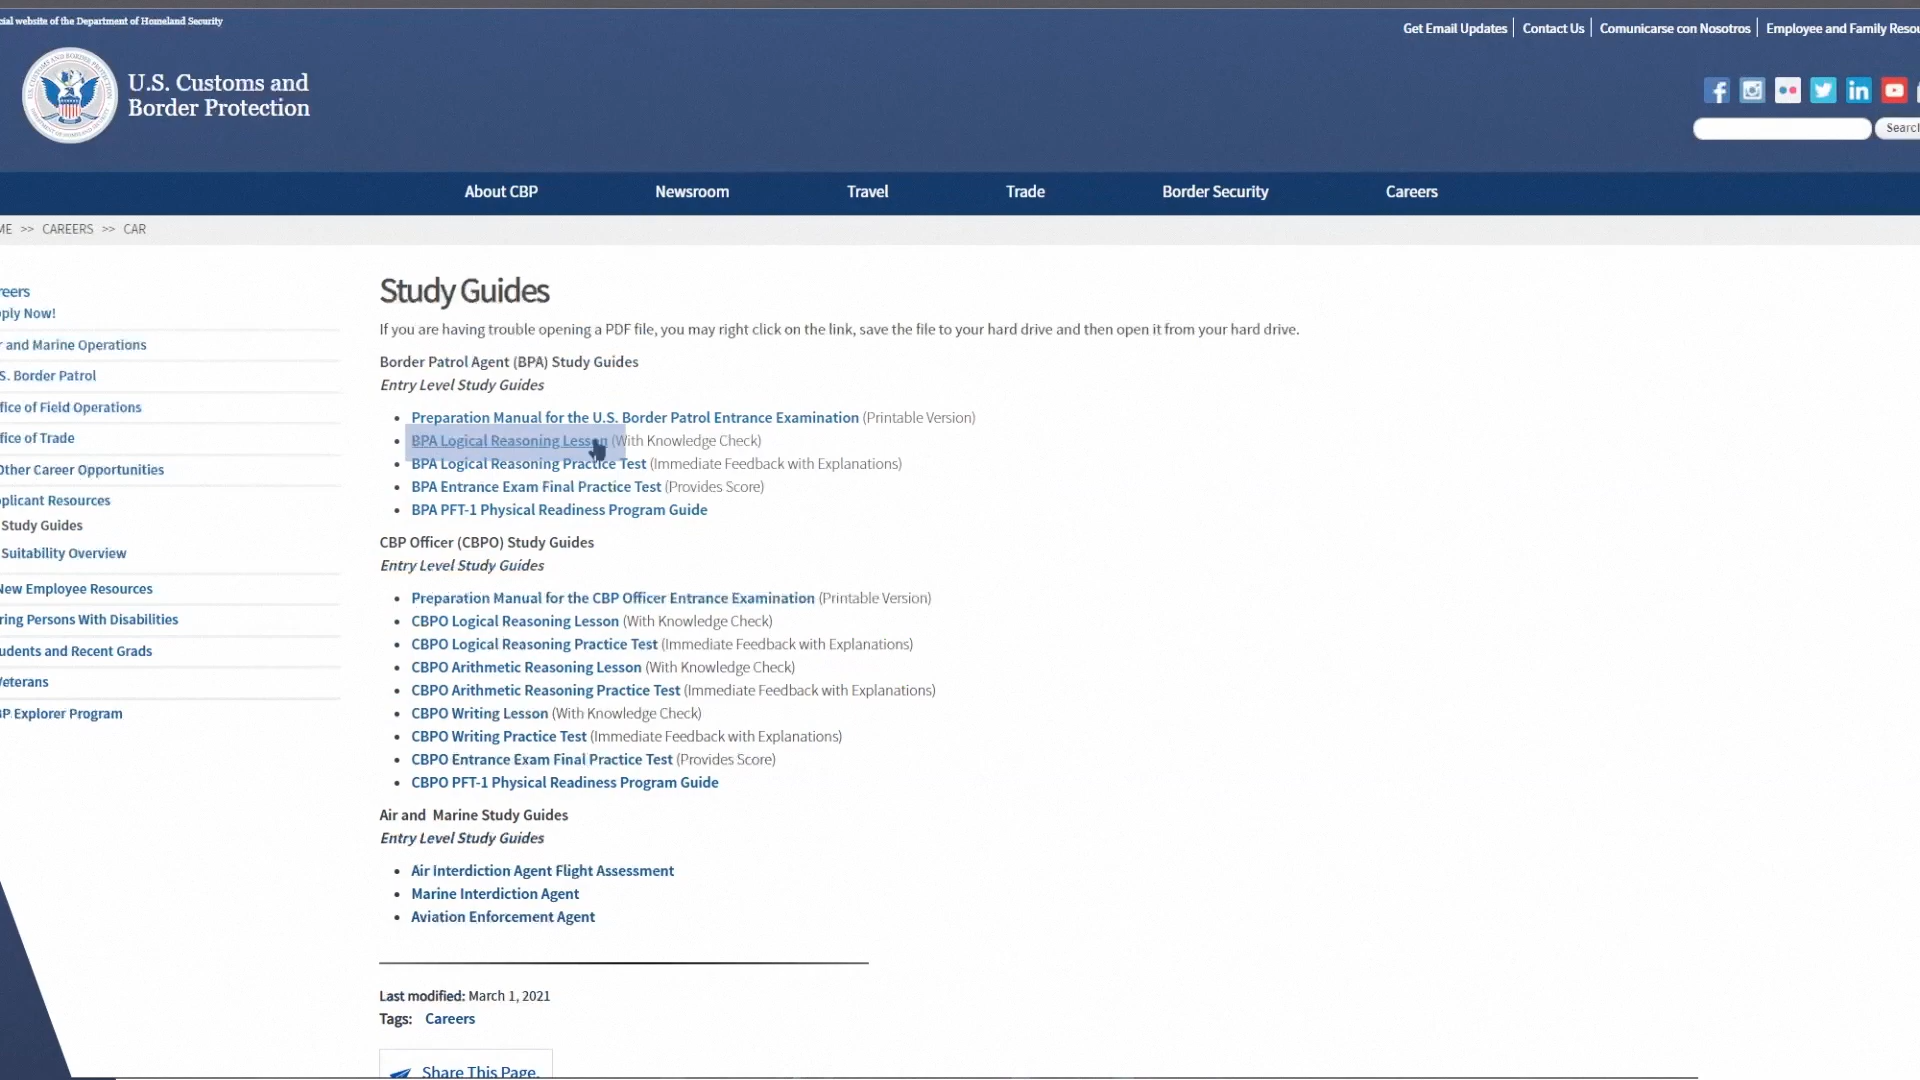 cial website of the Department of Homeland Security
Get Email Updates Contact Us Comunicarse con Nosotros Employee and Family Resou
U.S. Customs and
Border Protection
Search
About CBP Newsroom Travel Trade Border Security Careers
ME >> CAREERS >> CAR
reers
pply Now!
r and Marine Operations
S. Border Patrol
fice of Field Operations
fice of Trade
Other Career Opportunities
pplicant Resources
Study Guides
Suitability Overview
New Employee Resources
ring Persons With Disabilities
udents and Recent Grads
Veterans
BP Explorer Program
Study Guides
If you are having trouble opening a PDF file, you may right click on the link, save the file to your hard drive and then open it from your hard drive.
Border Patrol Agent (BPA) Study Guides
Entry Level Study Guides
• Preparation Manual for the U.S. Border Patrol Entrance Examination (Printable Version)
• BPA Logical Reasoning Lesson (With Knowledge Check)
• BPA Logical Reasoning Practice Test (Immediate Feedback with Explanations)
• BPA Entrance Exam Final Practice Test (Provides Score)
• BPA PFT-1 Physical Readiness Program Guide
CBP Officer (CBPO) Study Guides
Entry Level Study Guides
• Preparation Manual for the CBP Officer Entrance Examination (Printable Version)
• CBPO Logical Reasoning Lesson (With Knowledge Check)
• CBPO Logical Reasoning Practice Test (Immediate Feedback with Explanations)
• CBPO Arithmetic Reasoning Lesson (With Knowledge Check)
• CBPO Arithmetic Reasoning Practice Test (Immediate Feedback with Explanations)
• CBPO Writing Lesson (With Knowledge Check)
• CBPO Writing Practice Test (Immediate Feedback with Explanations)
• CBPO Entrance Exam Final Practice Test (Provides Score)
• CBPO PFT-1 Physical Readiness Program Guide
Air and Marine Study Guides
Entry Level Study Guides
• Air Interdiction Agent Flight Assessment
• Marine Interdiction Agent
• Aviation Enforcement Agent
Last modified: March 1, 2021
Tags: Careers
Share This Page.